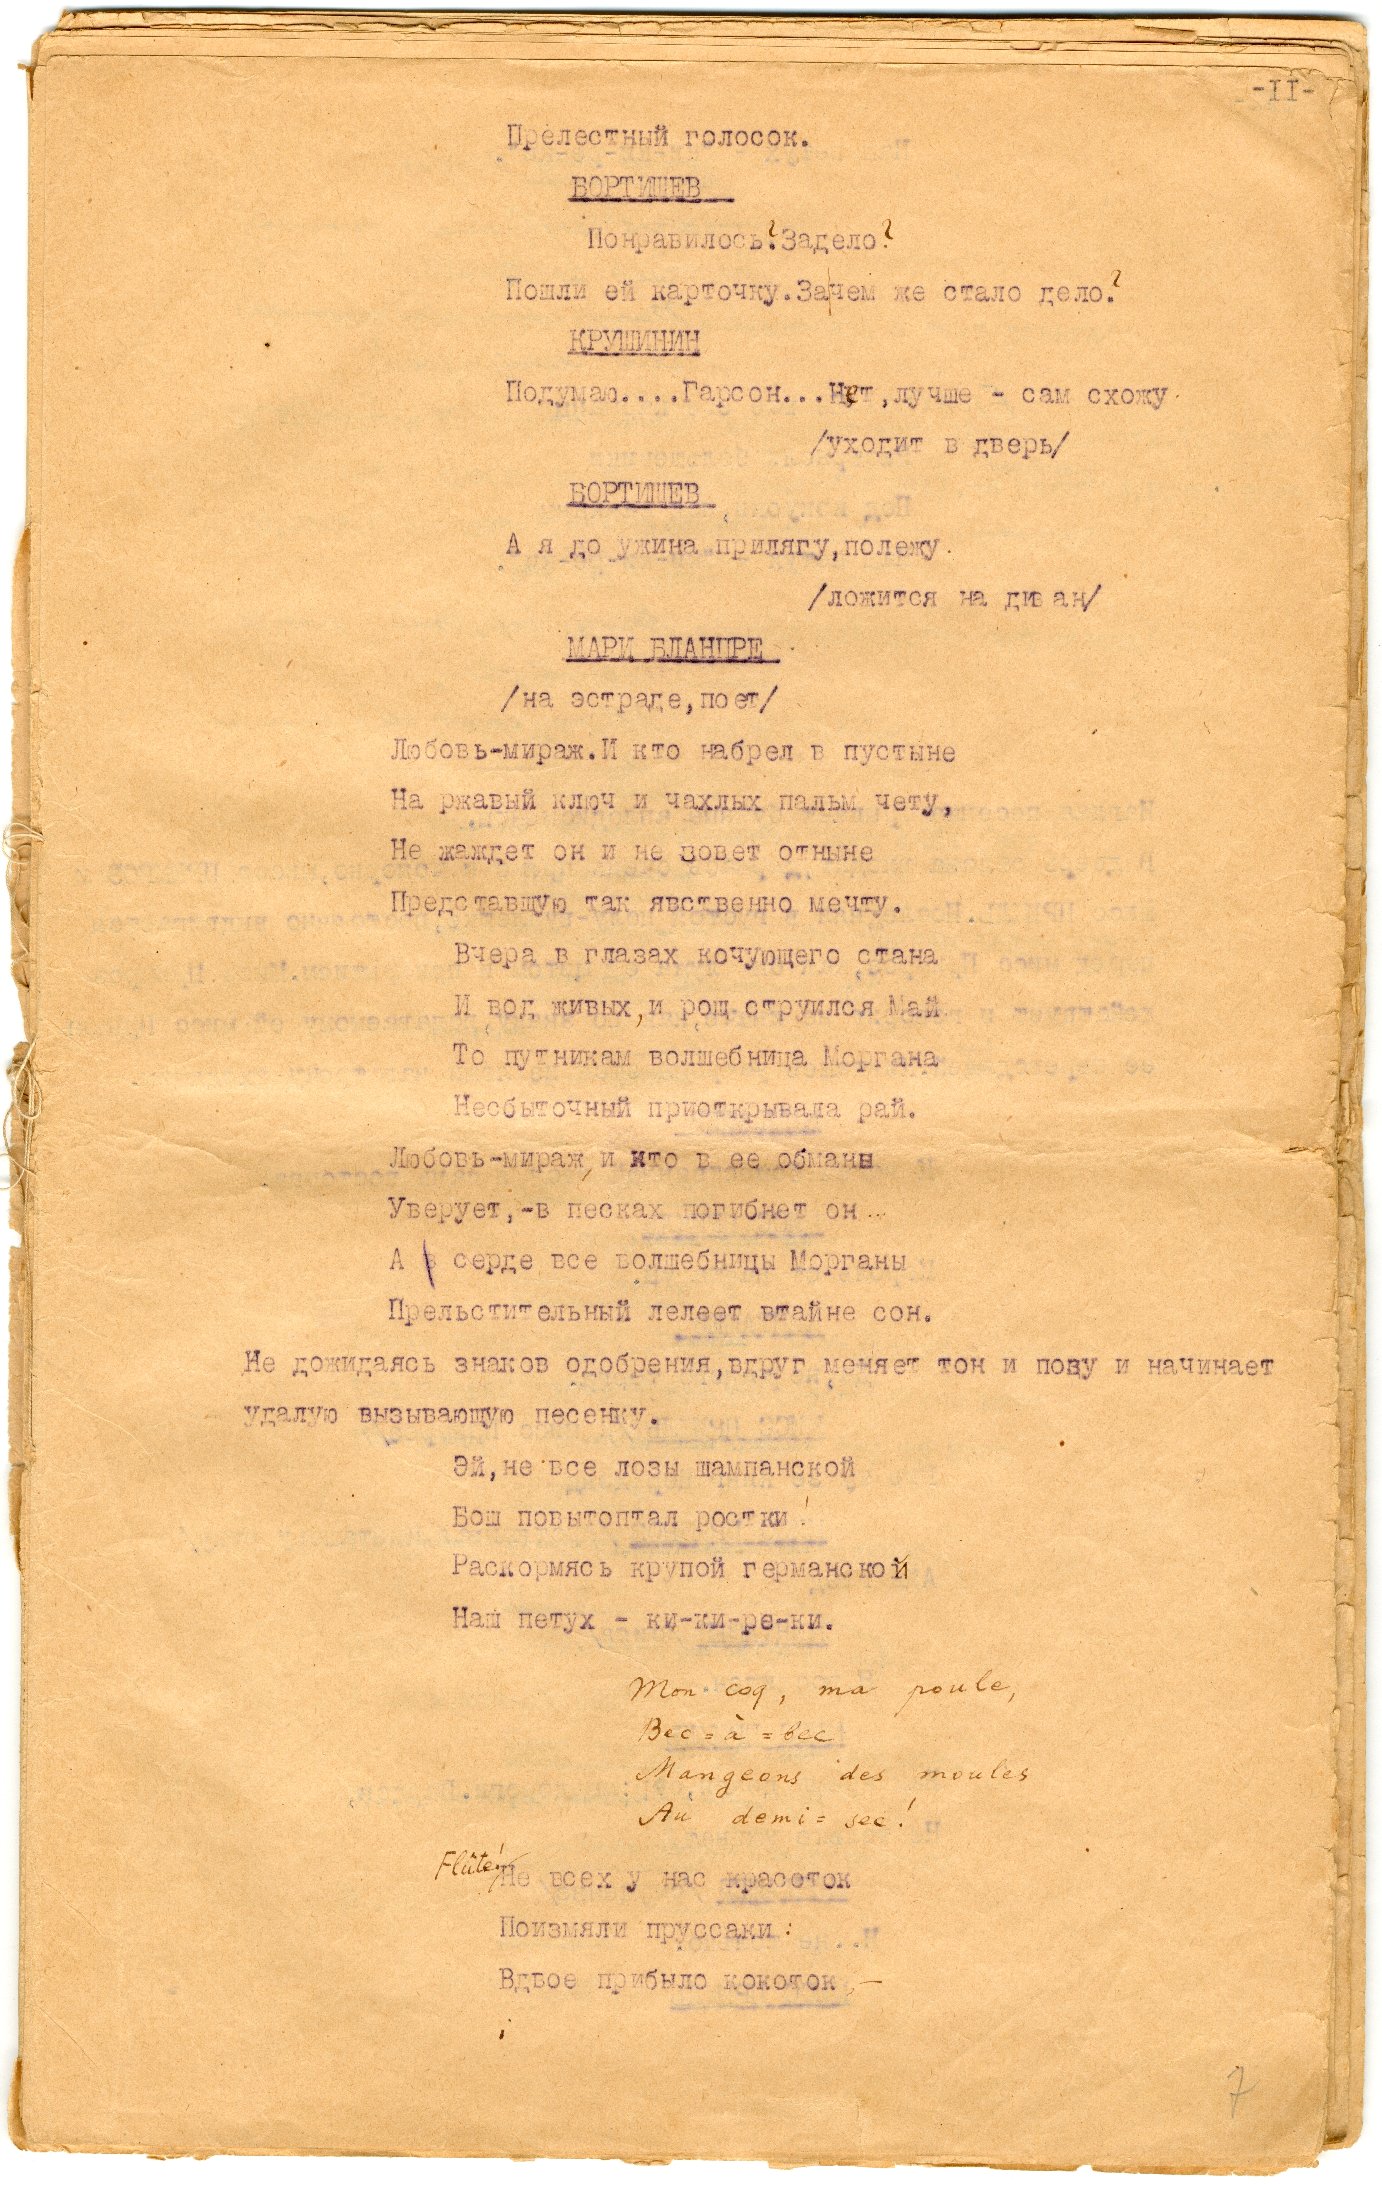 -II-
Прелестный голосок.
БОРТИШЕВ
Понравилось? Задело?
Пошли ей карточку. Зачем же стало дело?
КРУШИНИН
Подумаю....Гарсон...Нет,лучше - сам схожу.
/уходит в дверь/
БОРТИШЕВ
А я до ужина прилягу,полежу.
/ложится на диван/
МАРИ БЛАНПРЕ
/на эстраде,поет/
Любовь-мираж.И кто набрел в пустыне
На ржавый ключ и чахлых пальм чету,
Не жаждет он и не зовет отныне
Представшую так явственно мечту.
Вчера в глазах кочующего стана
И вод живых, и рощ струился Май
То путникам волшебница Моргана
Несбыточный приоткрывала рай.
Любовь-мираж, и кто в ее обманы
Уверует,-в песках погибнет он...
А в серде все волшебницы Морганы
Прельстительный лелеет втайне сон.
Не дожидаясь знаков одобрения,вдруг меняет тон и позу и начинает
удалую вызывающую песенку.
Эй,не все лозы шампанской
Бош повытоптал ростки!
Раскормясь крупой германской
Наш петух - ки-ки-ре-ки.
Mon coq, ma poule,
Bec=à=bec
Mangeons des moules
Au demi=sec!
Flûte! Не всех у нас красоток
Поизмяли пруссаки:
Вдвое прибыло кокоток,—
7